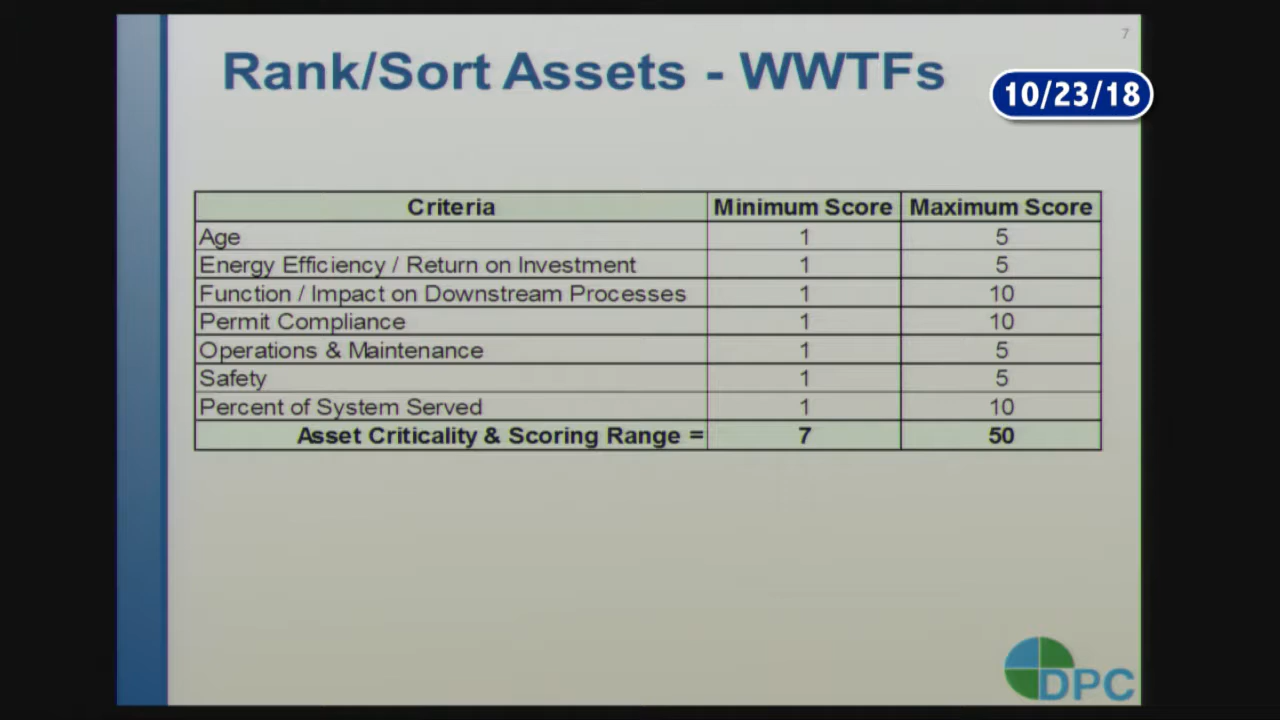 7
Rank/Sort Assets - WWTFs
10/23/18
Criteria Minimum Score Maximum Score
Age 1 5
Energy Efficiency / Return on Investment 1 5
Function / Impact on Downstream Processes 1 10
Permit Compliance 1 10
Operations & Maintenance 1 5
Safety 1 5
Percent of System Served 1 10
Asset Criticality & Scoring Range = 7 50
DPC